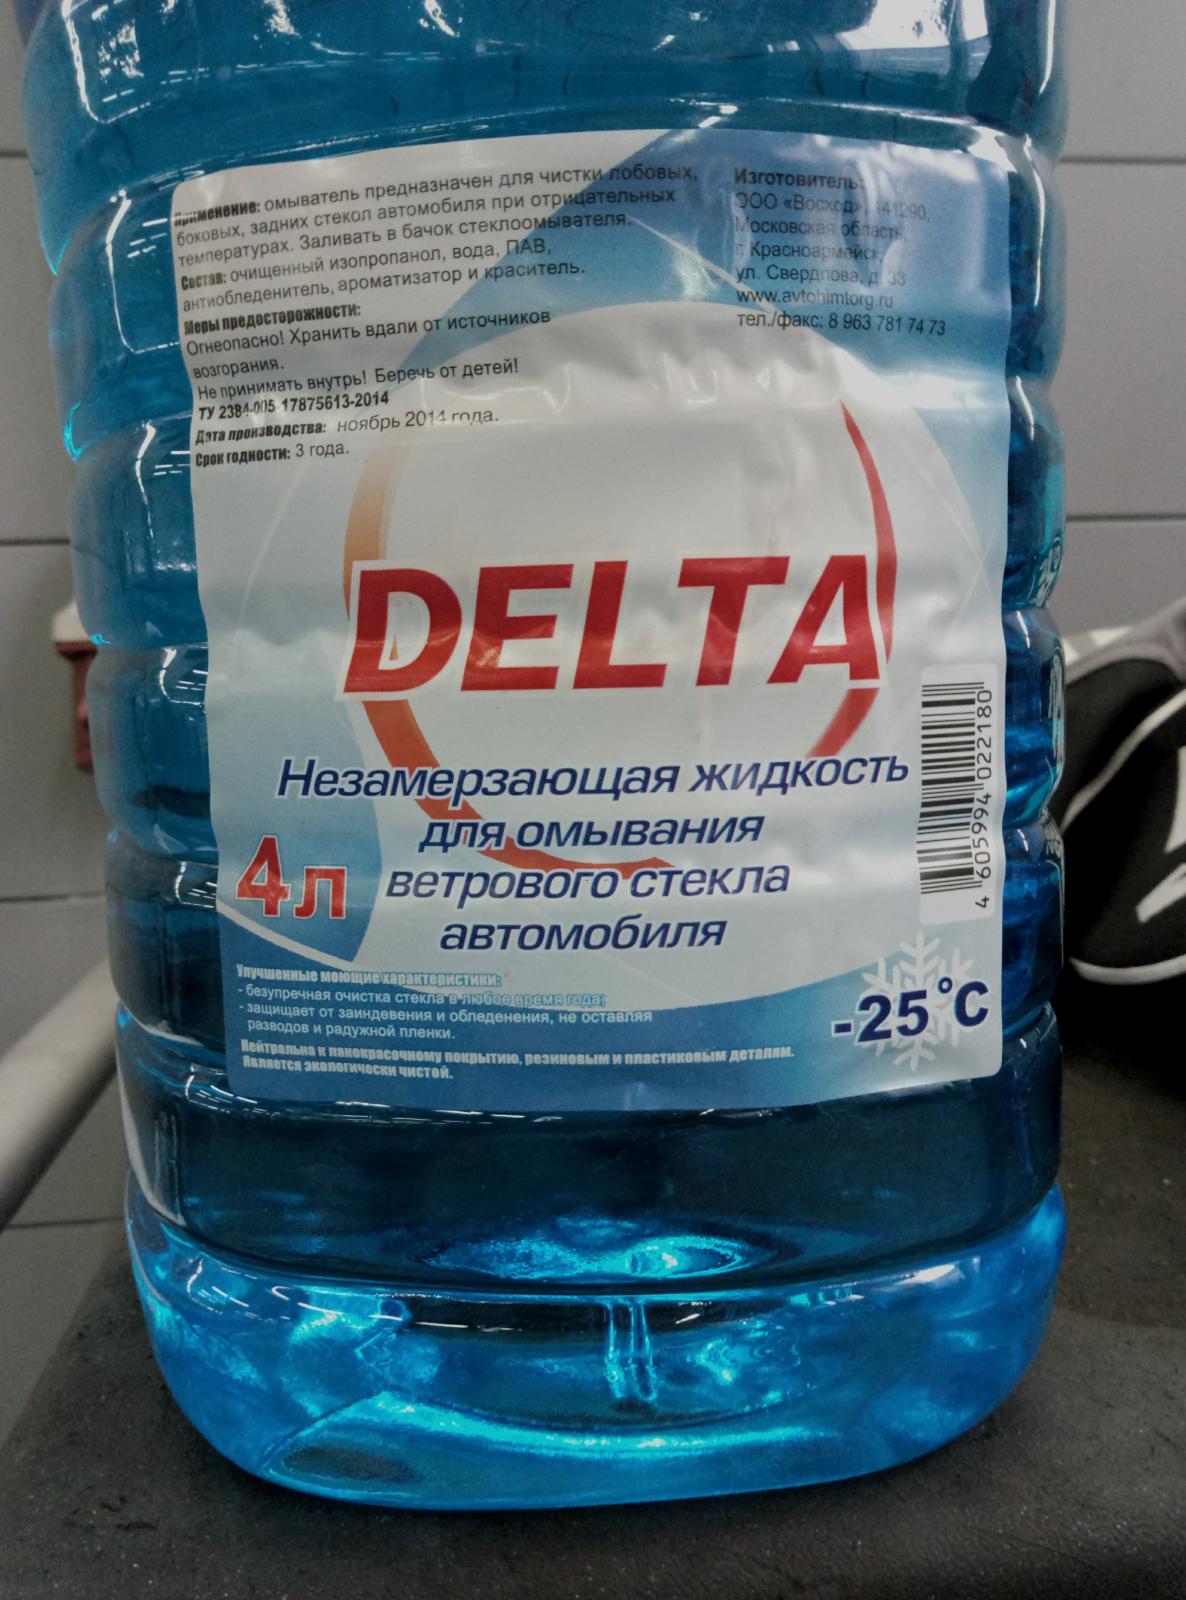 Применение: омыватель предназначен для чистки лобовых,
боковых, задних стекол автомобиля при отрицательных
температурах. Заливать в бачок стеклоомывателя.
Состав: очищенный изопропанол, вода, ПАВ,
антиобледенитель, ароматизатор и краситель.
Меры предосторожности:
Огнеопасно! Хранить вдали от источников
возгорания.
Не принимать внутрь! Беречь от детей!
ТУ 2384-005-17875613-2014
Дата производства: ноябрь 2014 года.
Срок годности: 3 года.
Изготовитель:
ООО «Восход», 141290,
Московская область,
г. Красноармейск,
ул. Свердлова, д. 33
www.avtohimtorg.ru
тел./факс: 8 963 781 74 73
DELTA
Незамерзающая жидкость
для омывания
ветрового стекла
автомобиля
4л
4 605994 022180
-25°C
Улучшенные моющие характеристики:
- безупречная очистка стекла в любое время года;
- защищает от заиндевения и обледенения, не оставляя
разводов и радужной пленки.
Нейтральна к лакокрасочному покрытию, резиновым и пластиковым деталям.
Является экологически чистой.